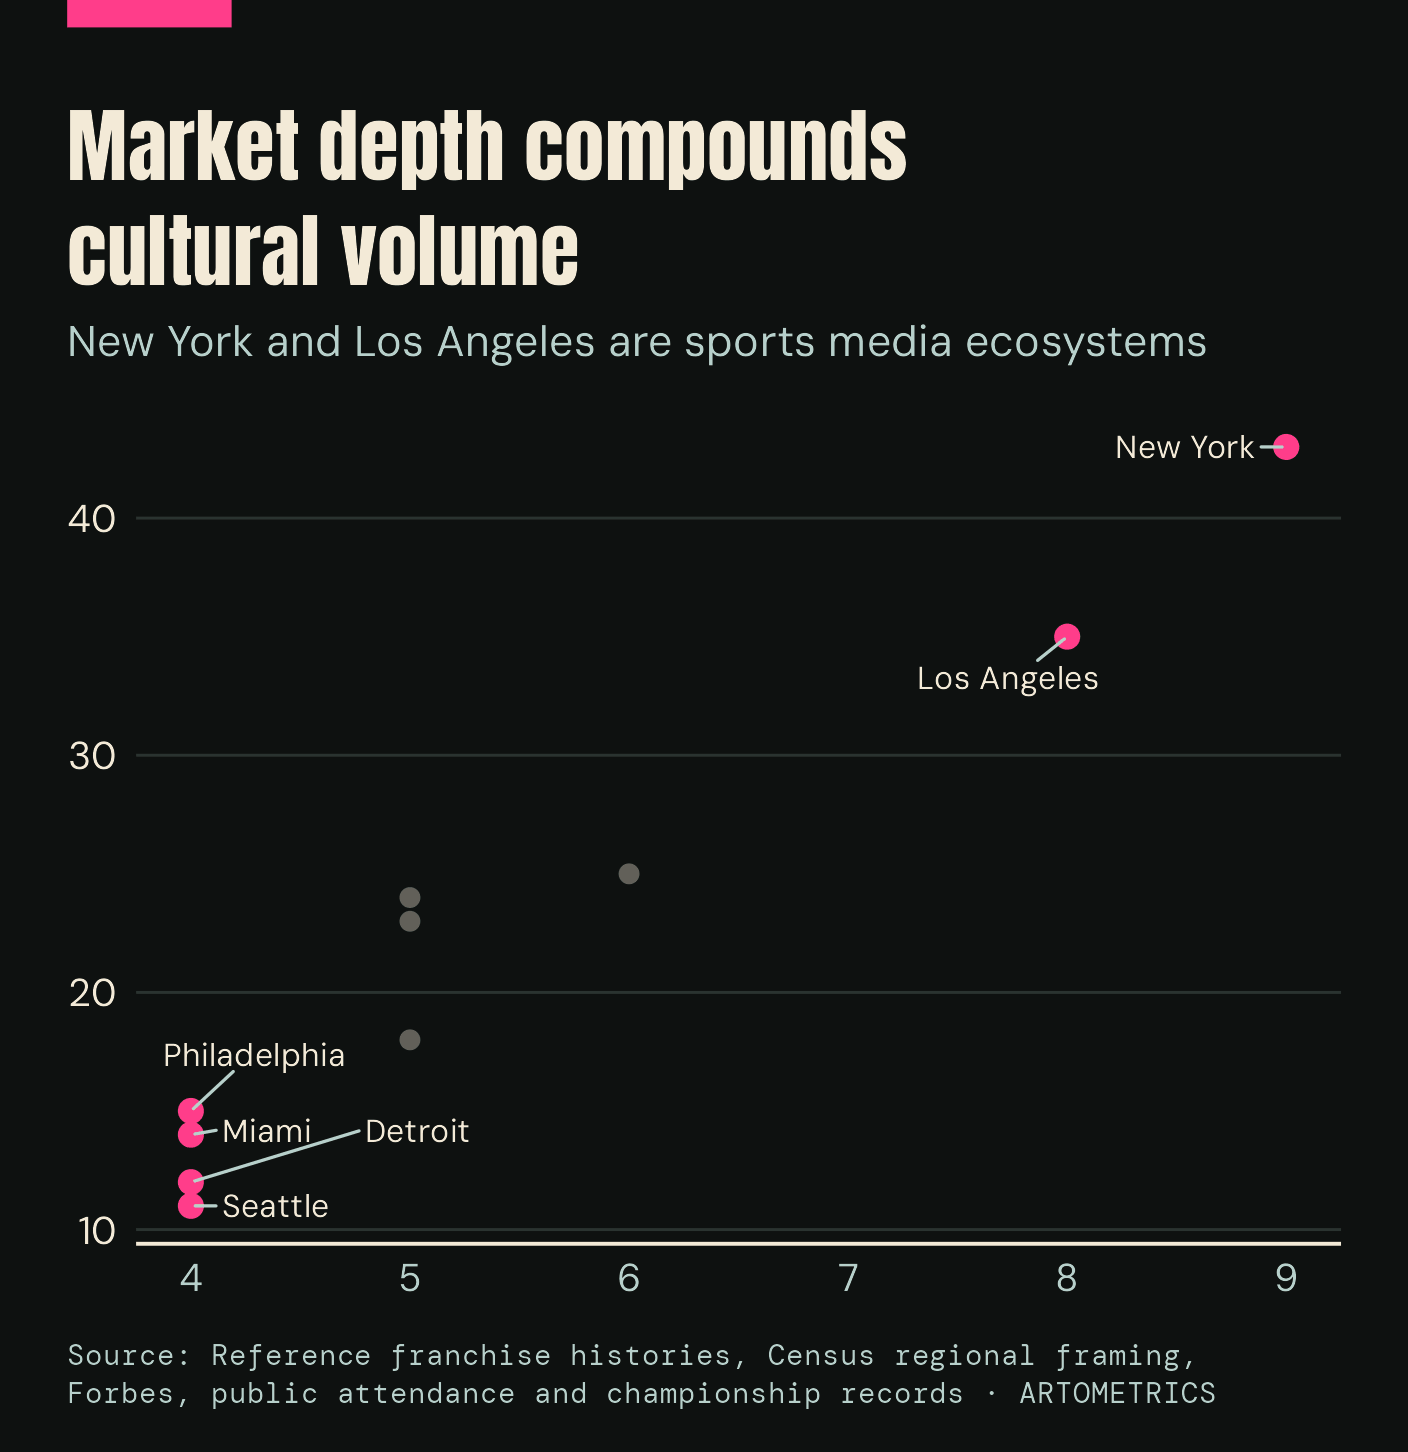 Market depth compounds
cultural volume
New York and Los Angeles are sports media ecosystems
New York
40
Los Angeles
30
20
Philadelphia
Miami
Detroit
Seattle
10
4 5 6 7 8 9
Source: Reference franchise histories, Census regional framing,
Forbes, public attendance and championship records · ARTOMETRICS